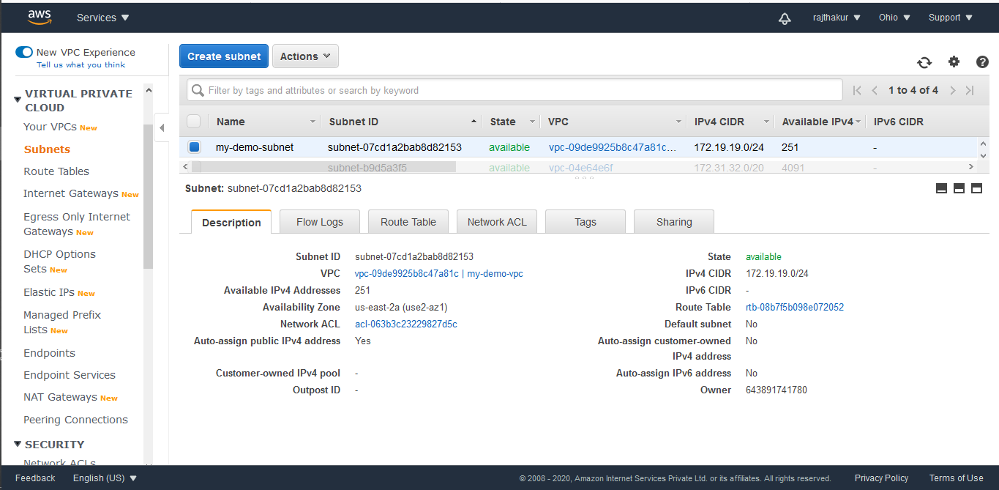 aws Services rajthakur Ohio Support
New VPC Experience
Tell us what you think
VIRTUAL PRIVATE
CLOUD
Your VPCs New
Subnets
Route Tables
Internet Gateways New
Egress Only Internet
Gateways New
DHCP Options
Sets New
Elastic IPs New
Managed Prefix
Lists New
Endpoints
Endpoint Services
NAT Gateways New
Peering Connections
SECURITY
Network ACLs
Create subnet Actions
Filter by tags and attributes or search by keyword 1 to 4 of 4
Name Subnet ID State VPC IPv4 CIDR Available IPv4 IPv6 CIDR
my-demo-subnet subnet-07cd1a2bab8d82153 available vpc-09de9925b8c47a81c... 172.19.19.0/24 251 -
subnet-b9d5a3f5 available vpc-04e64e6f 172.31.32.0/20 4091 -
Subnet: subnet-07cd1a2bab8d82153
Description Flow Logs Route Table Network ACL Tags Sharing
Subnet ID subnet-07cd1a2bab8d82153 State available
VPC vpc-09de9925b8c47a81c | my-demo-vpc IPv4 CIDR 172.19.19.0/24
Available IPv4 Addresses 251 IPv6 CIDR -
Availability Zone us-east-2a (use2-az1) Route Table rtb-08b7f5b098e072052
Network ACL acl-063b3c23229827d5c Default subnet No
Auto-assign public IPv4 address Yes Auto-assign customer-owned No
IPv4 address
Customer-owned IPv4 pool - Auto-assign IPv6 address No
Outpost ID - Owner 643891741780
Feedback English (US) © 2008 - 2020, Amazon Internet Services Private Ltd. or its affiliates. All rights reserved. Privacy Policy Terms of Use